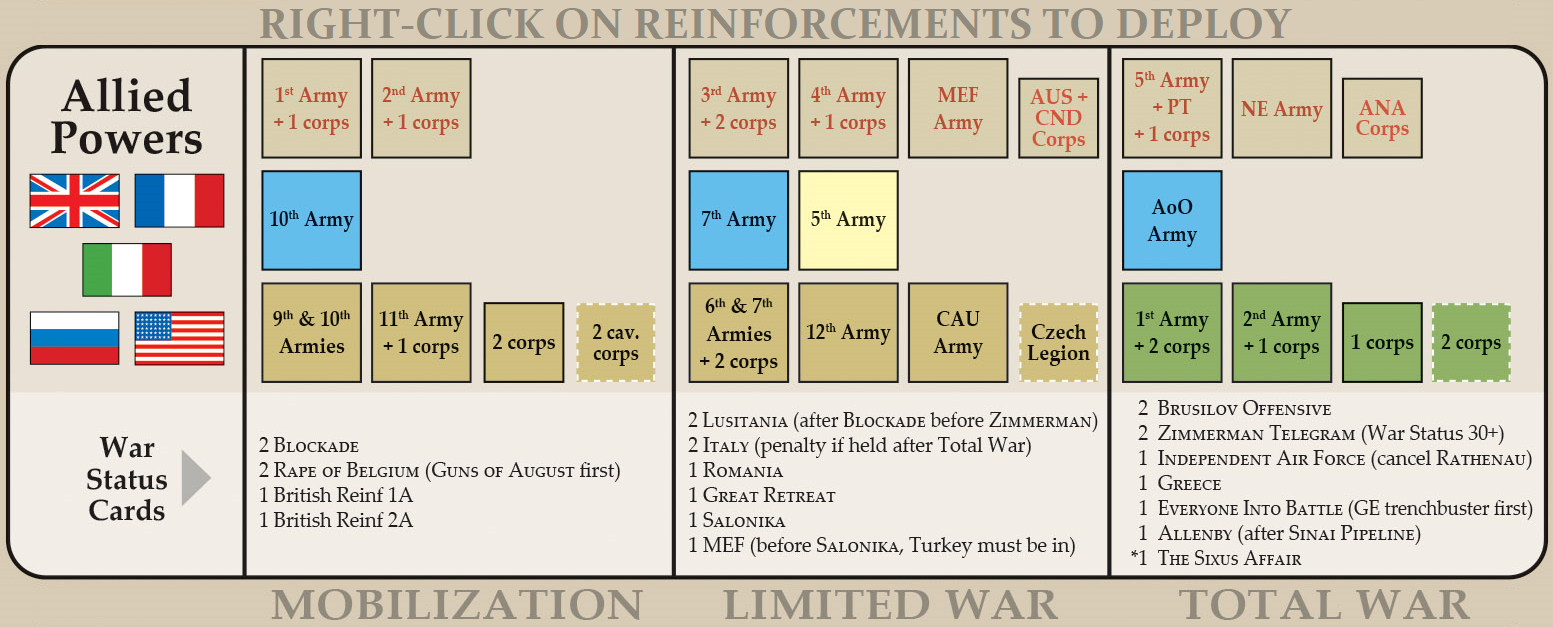 RIGHT-CLICK ON REINFORCEMENTS TO DEPLOY
Allied
Powers
1st Army
+ 1 corps
2nd Army
+ 1 corps
10th Army
9th & 10th
Armies
11th Army
+ 1 corps
2 corps
2 cav.
corps
3rd Army
+ 2 corps
4th Army
+ 1 corps
MEF
Army
AUS +
CND
Corps
7th Army
5th Army
6th & 7th
Armies
+ 2 corps
12th Army
CAU
Army
Czech
Legion
5th Army
+ PT
+ 1 corps
NE Army
ANA
Corps
AoO
Army
1st Army
+ 2 corps
2nd Army
+ 1 corps
1 corps
2 corps
War
Status
Cards
2 Blockade
2 Rape of Belgium (Guns of August first)
1 British Reinf 1A
1 British Reinf 2A
2 Lusitania (after Blockade before Zimmerman)
2 Italy (penalty if held after Total War)
1 Romania
1 Great Retreat
1 Salonika
1 MEF (before Salonika, Turkey must be in)
2 Brusilov Offensive
2 Zimmerman Telegram (War Status 30+)
1 Independent Air Force (cancel Rathenau)
1 Greece
1 Everyone Into Battle (GE trenchbuster first)
1 Allenby (after Sinai Pipeline)
*1 The Sixus Affair
MOBILIZATION
LIMITED WAR
TOTAL WAR